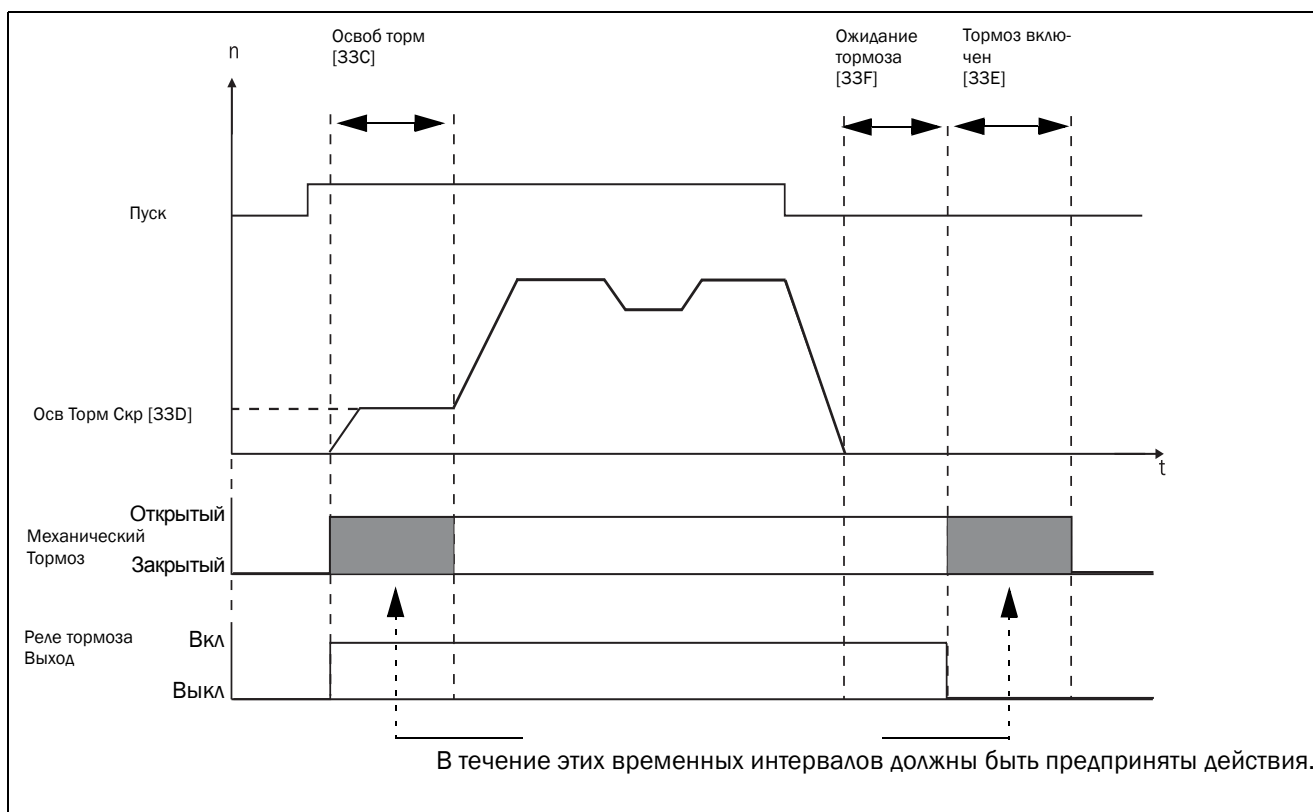 n
Освоб торм
[33C]
Ожидание
тормоза
[33F]
Тормоз вклю-
чен
[33E]
Пуск
Осв Торм Скр [33D]
t
Механический
Тормоз
Открытый
Закрытый
Реле тормоза
Выход
Вкл
Выкл
В течение этих временных интервалов должны быть предприняты действия.